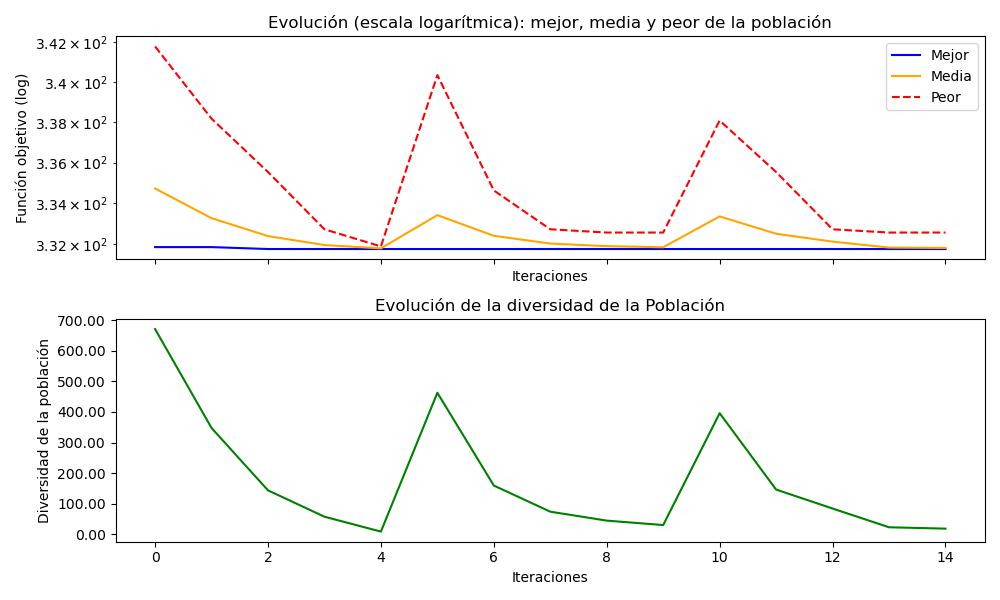 Evolución (escala logarítmica): mejor, media y peor de la población
Función objetivo (log)
3.42 × 10²
3.4 × 10²
3.38 × 10²
3.36 × 10²
3.34 × 10²
3.32 × 10²
Mejor
Media
Peor
Iteraciones
Evolución de la diversidad de la Población
Diversidad de la población
700.00
600.00
500.00
400.00
300.00
200.00
100.00
0.00
0 2 4 6 8 10 12 14
Iteraciones